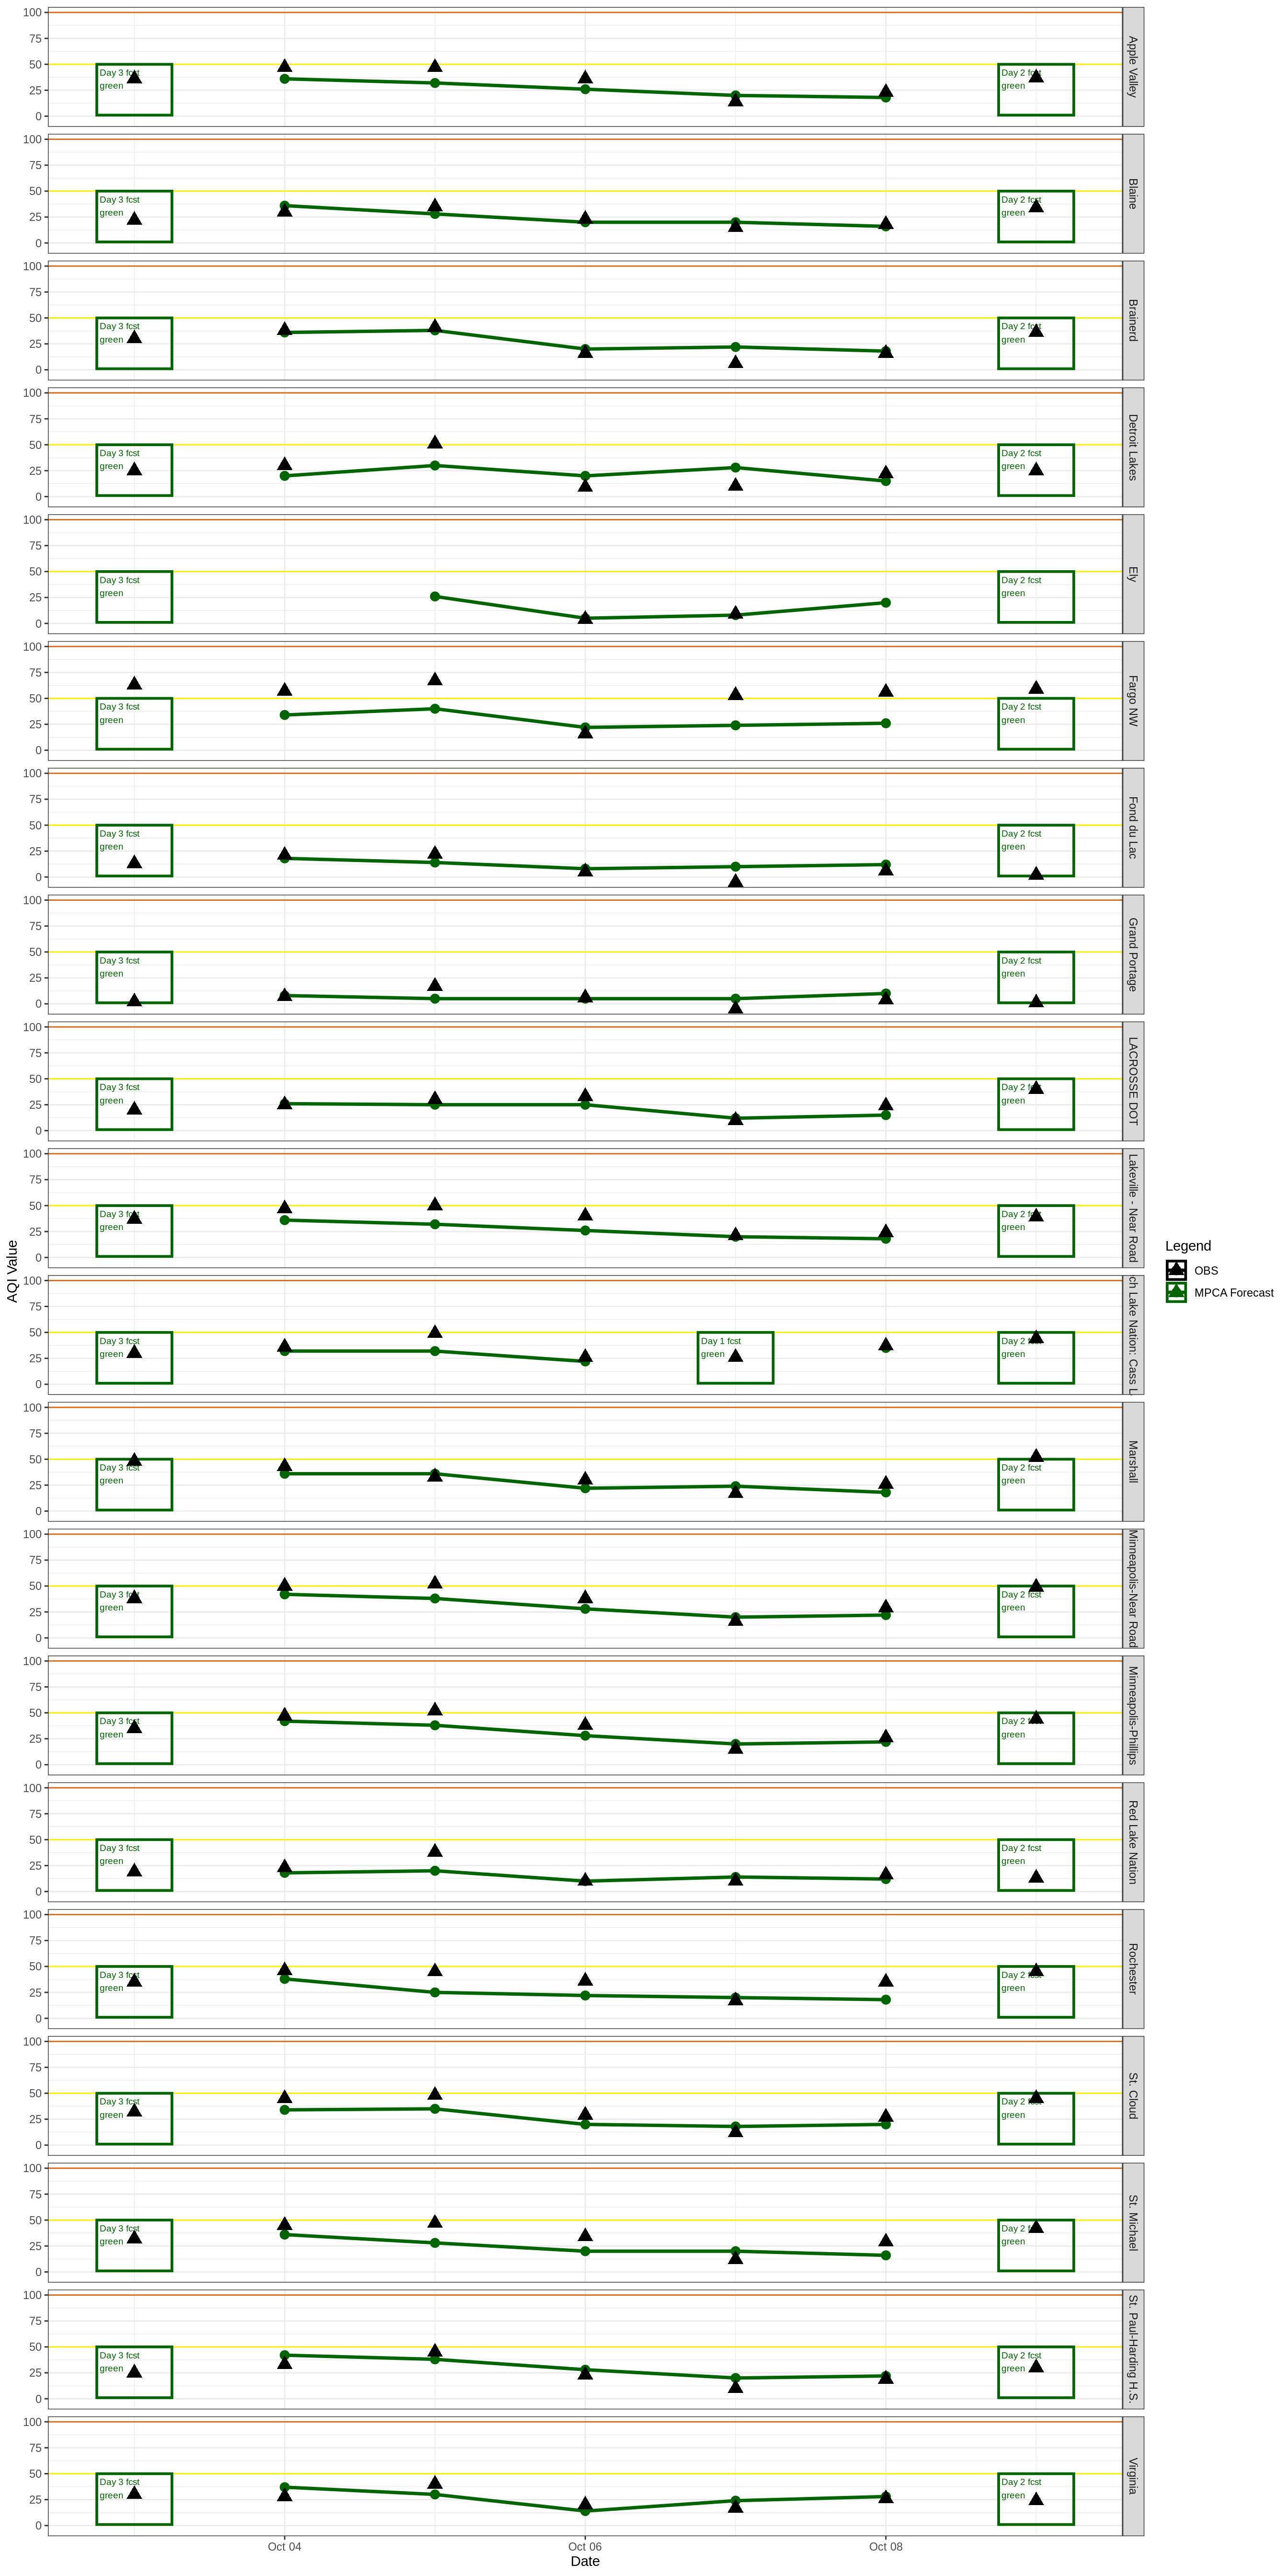 100
75
50
25
0
Day 3 fcst
green
Day 2 fcst
green
Apple Valley
100
75
50
25
0
Day 3 fcst
green
Day 2 fcst
green
Blaine
100
75
50
25
0
Day 3 fcst
green
Day 2 fcst
green
Brainerd
100
75
50
25
0
Day 3 fcst
green
Day 2 fcst
green
Detroit Lakes
100
75
50
25
0
Day 3 fcst
green
Day 2 fcst
green
Ely
100
75
50
25
0
Day 3 fcst
green
Day 2 fcst
green
Fargo NW
100
75
50
25
0
Day 3 fcst
green
Day 2 fcst
green
Fond du Lac
100
75
50
25
0
Day 3 fcst
green
Day 2 fcst
green
Grand Portage
100
75
50
25
0
Day 3 fcst
green
Day 2 fcst
green
LACROSSE DOT
100
75
50
25
0
Day 3 fcst
green
Day 2 fcst
green
Lakeville - Near Road
100
75
50
25
0
Day 3 fcst
green
Day 1 fcst
green
Day 2 fcst
green
ch Lake Nation: Cass L
100
75
50
25
0
Day 3 fcst
green
Day 2 fcst
green
Marshall
100
75
50
25
0
Day 3 fcst
green
Day 2 fcst
green
Minneapolis-Near Road
100
75
50
25
0
Day 3 fcst
green
Day 2 fcst
green
Minneapolis-Phillips
100
75
50
25
0
Day 3 fcst
green
Day 2 fcst
green
Red Lake Nation
100
75
50
25
0
Day 3 fcst
green
Day 2 fcst
green
Rochester
100
75
50
25
0
Day 3 fcst
green
Day 2 fcst
green
St. Cloud
100
75
50
25
0
Day 3 fcst
green
Day 2 fcst
green
St. Michael
100
75
50
25
0
Day 3 fcst
green
Day 2 fcst
green
St. Paul-Harding H.S.
100
75
50
25
0
Day 3 fcst
green
Day 2 fcst
green
Virginia
Oct 04
Oct 06
Oct 08
Date
AQI Value
Legend
OBS
MPCA Forecast